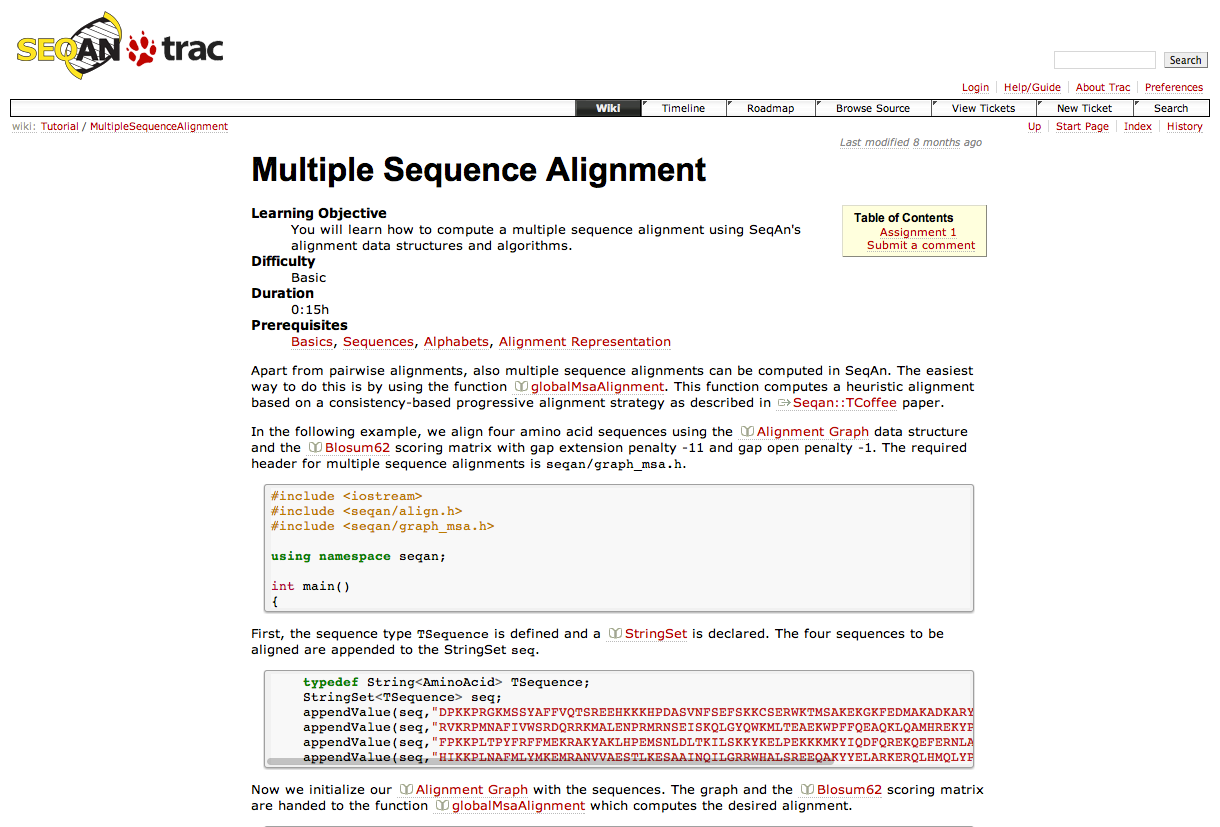 SEQAN trac
Search
Login Help/Guide About Trac Preferences
Wiki Timeline Roadmap Browse Source View Tickets New Ticket Search
wiki: Tutorial / MultipleSequenceAlignment
Up Start Page Index History
Last modified 8 months ago
Multiple Sequence Alignment
Table of Contents
Assignment 1
Submit a comment
Learning Objective
You will learn how to compute a multiple sequence alignment using SeqAn's
alignment data structures and algorithms.
Difficulty
Basic
Duration
0:15h
Prerequisites
Basics, Sequences, Alphabets, Alignment Representation
Apart from pairwise alignments, also multiple sequence alignments can be computed in SeqAn. The easiest
way to do this is by using the function globalMsaAlignment. This function computes a heuristic alignment
based on a consistency-based progressive alignment strategy as described in Seqan::TCoffee paper.
In the following example, we align four amino acid sequences using the Alignment Graph data structure
and the Blosum62 scoring matrix with gap extension penalty -11 and gap open penalty -1. The required
header for multiple sequence alignments is seqan/graph_msa.h.
#include <iostream>
#include <seqan/align.h>
#include <seqan/graph_msa.h>
using namespace seqan;
int main()
{
First, the sequence type TSequence is defined and a StringSet is declared. The four sequences to be
aligned are appended to the StringSet seq.
typedef String<AminoAcid> TSequence;
StringSet<TSequence> seq;
appendValue(seq,"DPKKPRGKMSSYAFFVQTSREEHKKKHPDASVNFSEFSKKCSERWKTMSAKEKGKFEDMAKADKARY
appendValue(seq,"RVKRPMNAFIVWSRDQRRKMALENPRMRNSEISKQLGYQWKMLTEAEKWPFFQEAQKLQAMHREKYP
appendValue(seq,"FPKKPLTPYFRFFMEKRAKYAKLHPEMSNLDLTKILSKKYKELPEKKKMKYIQDFQREKQEFERNLA
appendValue(seq,"HIKKPLNAFMLYMKEMRANVVAESTLKESAAINQILGRRWHALSREEQAKYYELARKERQLHMQLYP
Now we initialize our Alignment Graph with the sequences. The graph and the Blosum62 scoring matrix
are handed to the function globalMsaAlignment which computes the desired alignment.